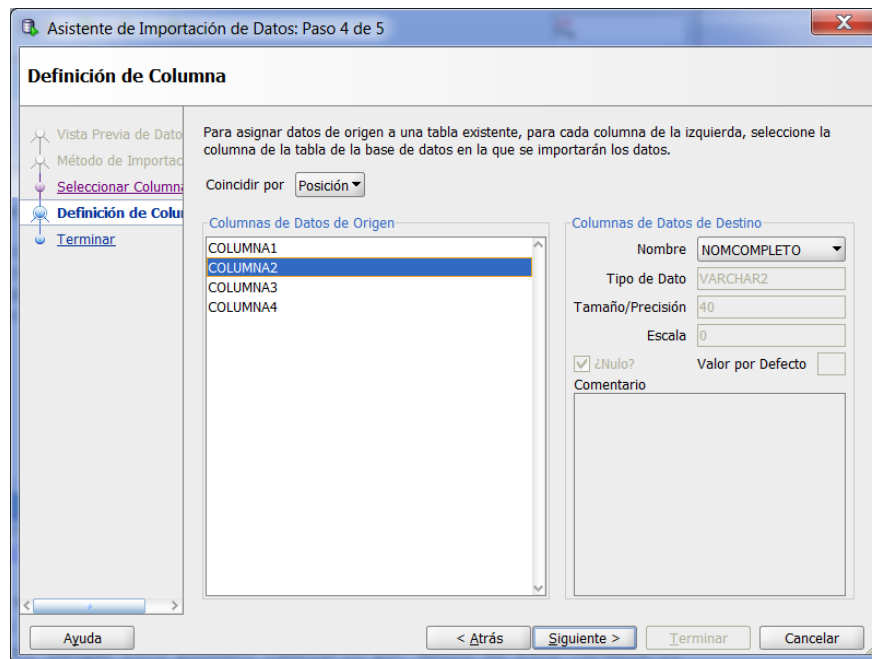 Asistente de Importación de Datos: Paso 4 de 5
Definición de Columna
Vista Previa de Dato
Método de Importac
Seleccionar Column
Definición de Colu
Terminar
Para asignar datos de origen a una tabla existente, para cada columna de la izquierda, seleccione la
columna de la tabla de la base de datos en la que se importarán los datos.
Coincidir por Posición
Columnas de Datos de Origen
COLUMNA1
COLUMNA2
COLUMNA3
COLUMNA4
Columnas de Datos de Destino
Nombre NOMCOMPLETO
Tipo de Dato VARCHAR2
Tamaño/Precisión 40
Escala 0
¿Nulo? Valor por Defecto
Comentario
Ayuda < Atrás Siguiente > Terminar Cancelar